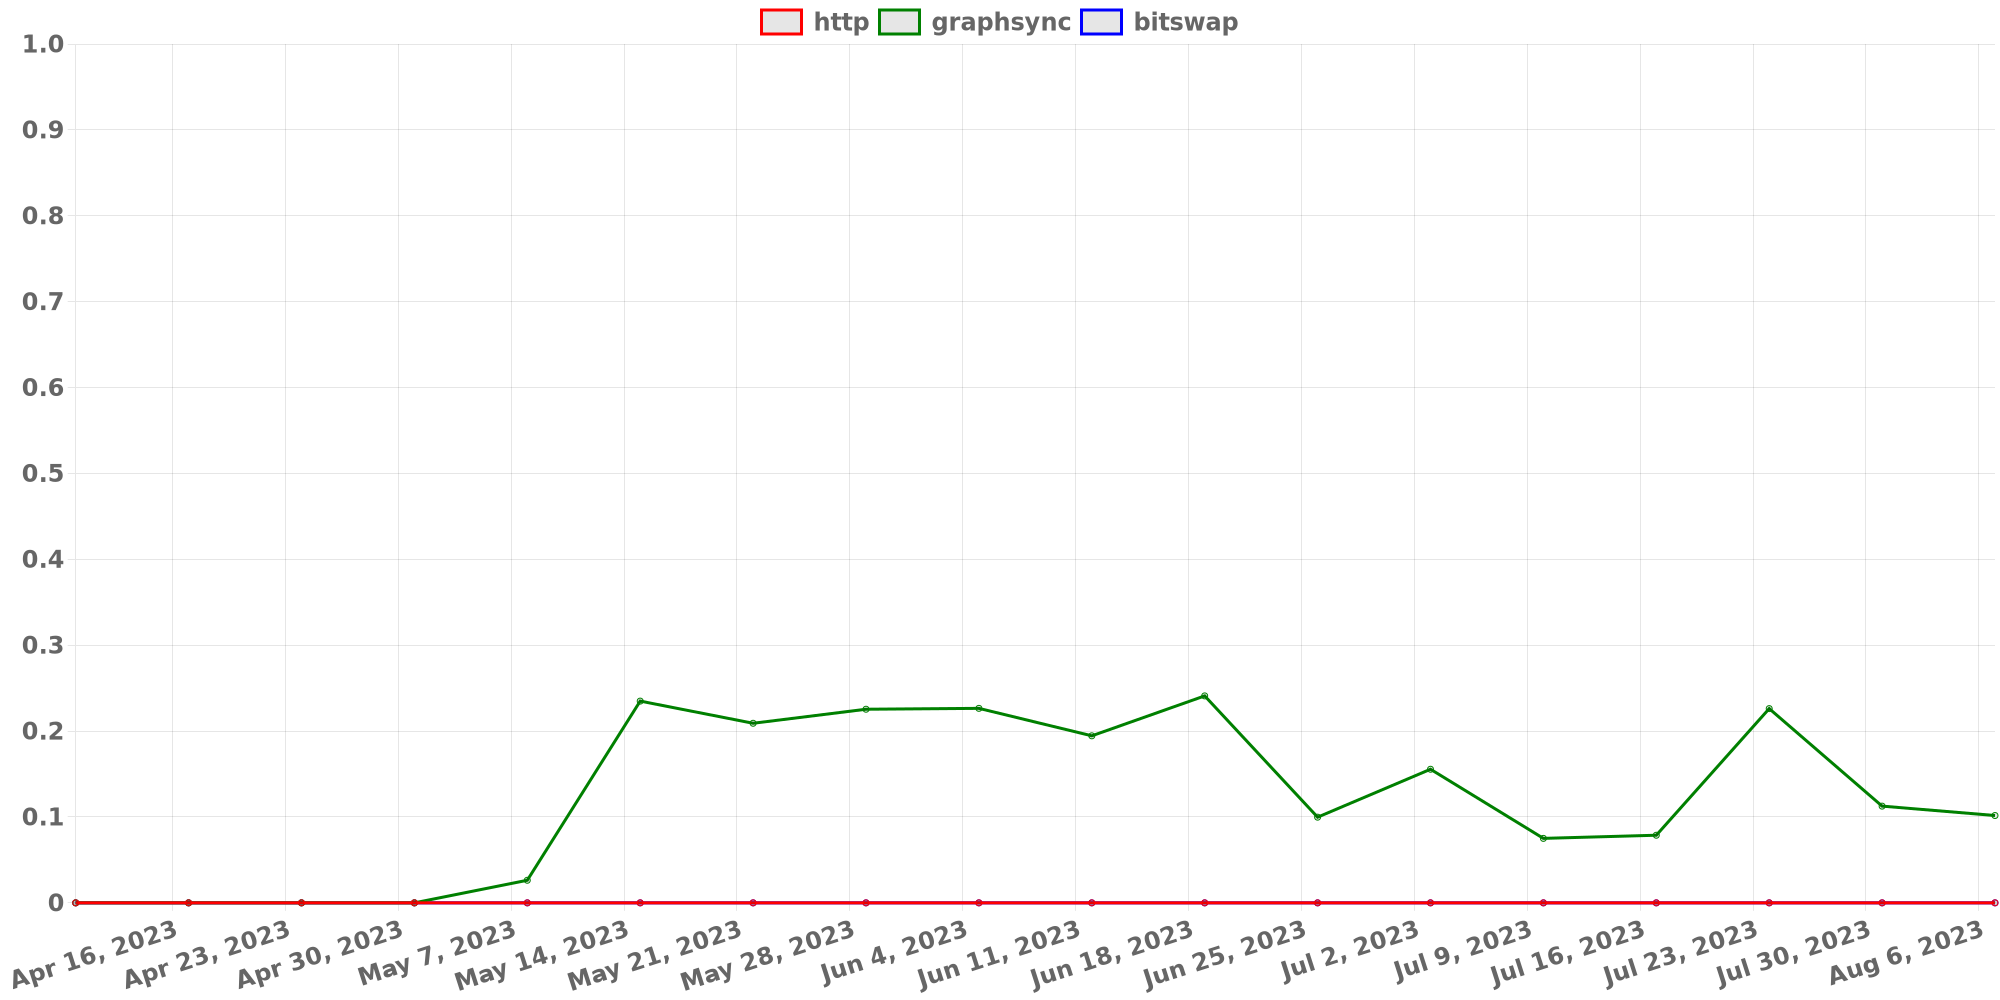 http graphsync bitswap
1.0
0.9
0.8
0.7
0.6
0.5
0.4
0.3
0.2
0.1
0
Apr 16, 2023
Apr 23, 2023
Apr 30, 2023
May 7, 2023
May 14, 2023
May 21, 2023
May 28, 2023
Jun 4, 2023
Jun 11, 2023
Jun 18, 2023
Jun 25, 2023
Jul 2, 2023
Jul 9, 2023
Jul 16, 2023
Jul 23, 2023
Jul 30, 2023
Aug 6, 2023